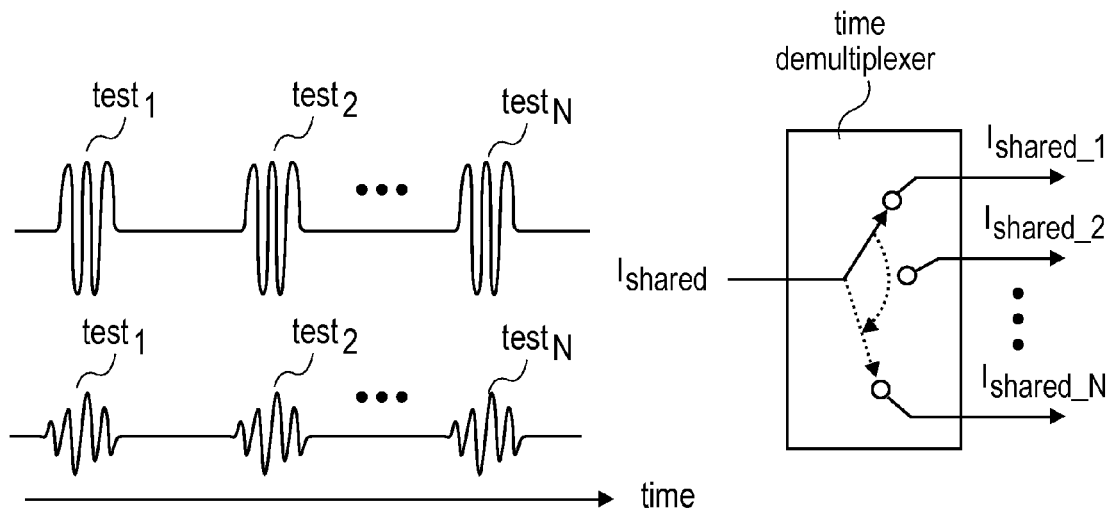 test1
test2
testN
test1
test2
testN
time
time
demultiplexer
Ishared
Ishared_1
Ishared_2
Ishared_N